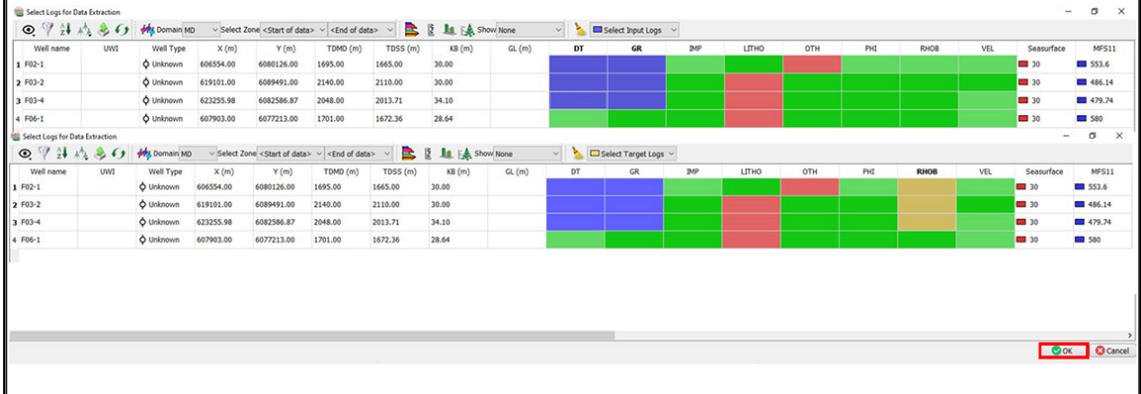 Select Logs for Data Extraction
Domain MD Select Zone <Start of data> <End of data> Show None Select Input Logs
Well name UWI Well Type X (m) Y (m) TDMD (m) TDSS (m) KB (m) GL (m) DT GR IMP LITHO OTH PHI RHOB VEL Seasurface MFS11
1 F02-1 Unknown 606554.00 6080126.00 1695.00 1665.00 30.00 30 553.6
2 F03-2 Unknown 619101.00 6089491.00 2140.00 2110.00 30.00 30 486.14
3 F03-4 Unknown 623255.98 6082586.87 2048.00 2013.71 34.10 30 479.74
4 F06-1 Unknown 607903.00 6077213.00 1701.00 1672.36 28.64 30 580
Select Logs for Data Extraction
Domain MD Select Zone <Start of data> <End of data> Show None Select Target Logs
Well name UWI Well Type X (m) Y (m) TDMD (m) TDSS (m) KB (m) GL (m) DT GR IMP LITHO OTH PHI RHOB VEL Seasurface MFS11
1 F02-1 Unknown 606554.00 6080126.00 1695.00 1665.00 30.00 30 553.6
2 F03-2 Unknown 619101.00 6089491.00 2140.00 2110.00 30.00 30 486.14
3 F03-4 Unknown 623255.98 6082586.87 2048.00 2013.71 34.10 30 479.74
4 F06-1 Unknown 607903.00 6077213.00 1701.00 1672.36 28.64 30 580
OK Cancel